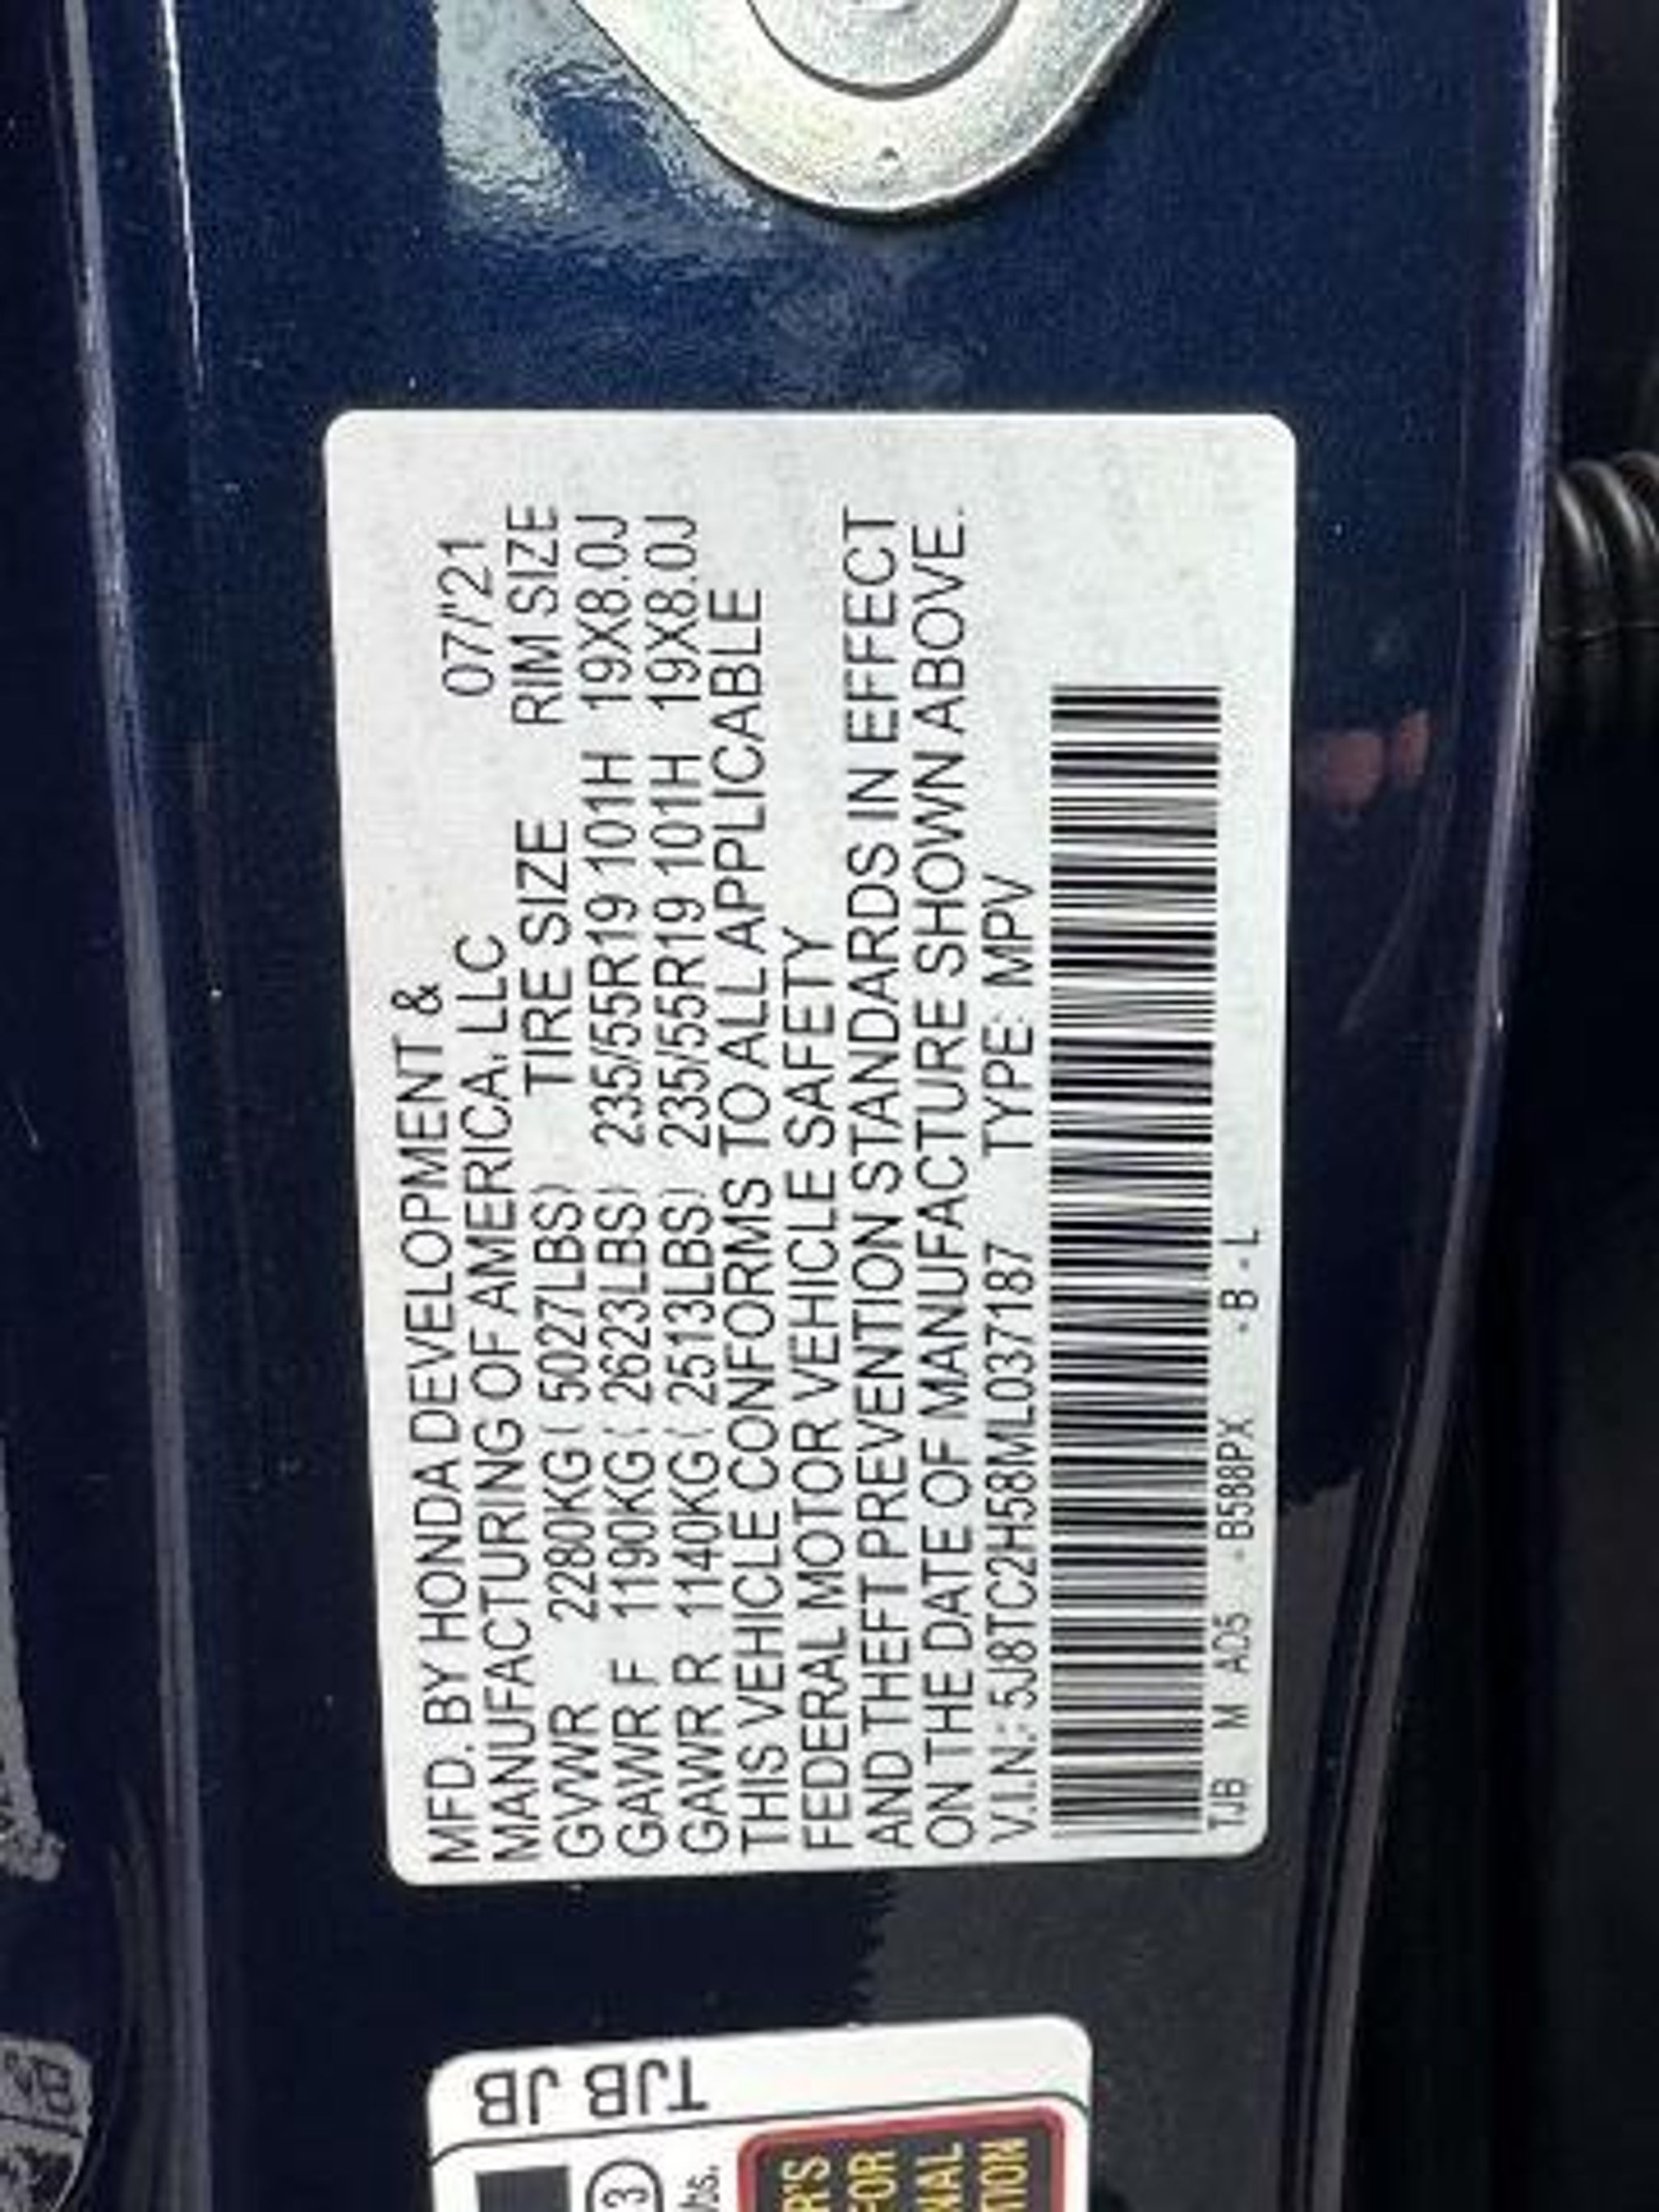 MFD. BY HONDA DEVELOPMENT &
MANUFACTURING OF AMERICA, LLC 07/'21
TIRE SIZE RIM SIZE
GVWR 2280KG ( 5027LBS)
GAWR F 1190KG ( 2623LBS) 235/55R19 101H 19X8.0J
GAWR R 1140KG ( 2513LBS) 235/55R19 101H 19X8.0J
THIS VEHICLE CONFORMS TO ALL APPLICABLE
FEDERAL MOTOR VEHICLE SAFETY
AND THEFT PREVENTION STANDARDS IN EFFECT
ON THE DATE OF MANUFACTURE SHOWN ABOVE.
V.I.N.: 5J8TC2H58ML037187 TYPE: MPV
TJB M AD5 -B588PX -B - L
TJB JB
3